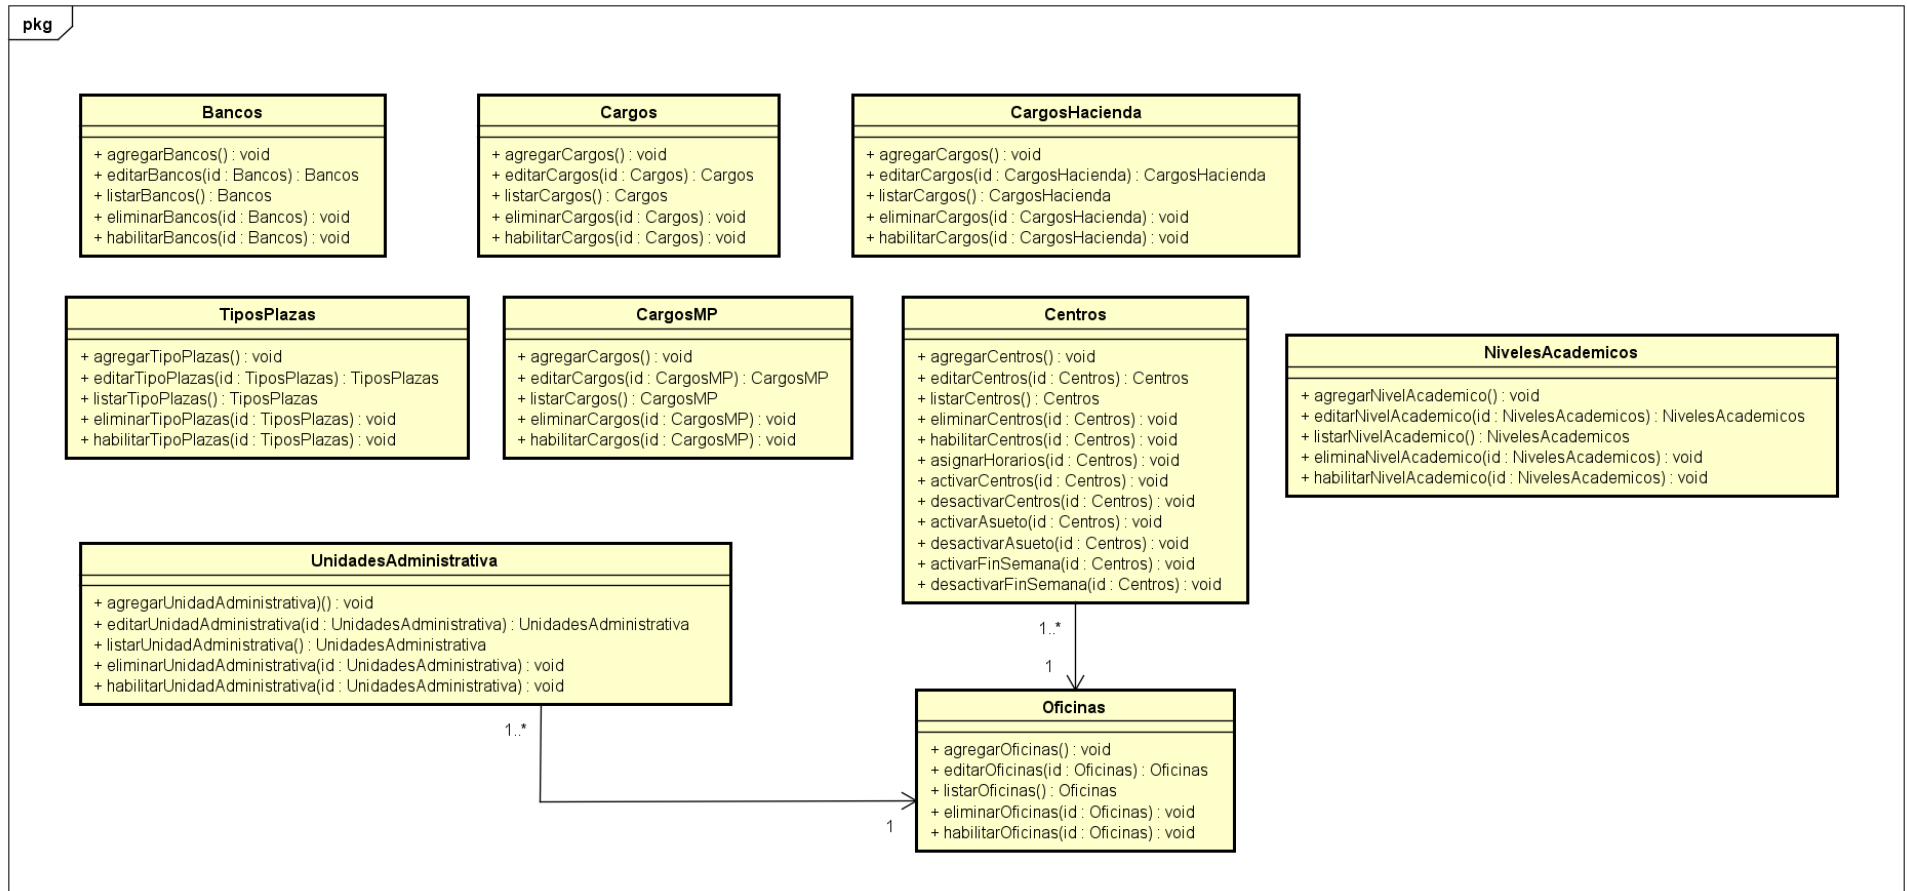 pkg
Bancos
+ agregarBancos() : void
+ editarBancos(id : Bancos) : Bancos
+ listarBancos() : Bancos
+ eliminarBancos(id : Bancos) : void
+ habilitarBancos(id : Bancos) : void
Cargos
+ agregarCargos() : void
+ editarCargos(id : Cargos) : Cargos
+ listarCargos() : Cargos
+ eliminarCargos(id : Cargos) : void
+ habilitarCargos(id : Cargos) : void
CargosHacienda
+ agregarCargos() : void
+ editarCargos(id : CargosHacienda) : CargosHacienda
+ listarCargos() : CargosHacienda
+ eliminarCargos(id : CargosHacienda) : void
+ habilitarCargos(id : CargosHacienda) : void
TiposPlazas
+ agregarTipoPlazas() : void
+ editarTipoPlazas(id : TiposPlazas) : TiposPlazas
+ listarTipoPlazas() : TiposPlazas
+ eliminarTipoPlazas(id : TiposPlazas) : void
+ habilitarTipoPlazas(id : TiposPlazas) : void
CargosMP
+ agregarCargos() : void
+ editarCargos(id : CargosMP) : CargosMP
+ listarCargos() : CargosMP
+ eliminarCargos(id : CargosMP) : void
+ habilitarCargos(id : CargosMP) : void
Centros
+ agregarCentros() : void
+ editarCentros(id : Centros) : Centros
+ listarCentros() : Centros
+ eliminarCentros(id : Centros) : void
+ habilitarCentros(id : Centros) : void
+ asignarHorarios(id : Centros) : void
+ activarCentros(id : Centros) : void
+ desactivarCentros(id : Centros) : void
+ activarAsueto(id : Centros) : void
+ desactivarAsueto(id : Centros) : void
+ activarFinSemana(id : Centros) : void
+ desactivarFinSemana(id : Centros) : void
NivelesAcademicos
+ agregarNivelAcademico() : void
+ editarNivelAcademico(id : NivelesAcademicos) : NivelesAcademicos
+ listarNivelAcademico() : NivelesAcademicos
+ eliminaNivelAcademico(id : NivelesAcademicos) : void
+ habilitarNivelAcademico(id : NivelesAcademicos) : void
UnidadesAdministrativa
+ agregarUnidadAdministrativa)() : void
+ editarUnidadAdministrativa(id : UnidadesAdministrativa) : UnidadesAdministrativa
+ listarUnidadAdministrativa() : UnidadesAdministrativa
+ eliminarUnidadAdministrativa(id : UnidadesAdministrativa) : void
+ habilitarUnidadAdministrativa(id : UnidadesAdministrativa) : void
1..*
1
1..*
1
Oficinas
+ agregarOficinas() : void
+ editarOficinas(id : Oficinas) : Oficinas
+ listarOficinas() : Oficinas
+ eliminarOficinas(id : Oficinas) : void
+ habilitarOficinas(id : Oficinas) : void